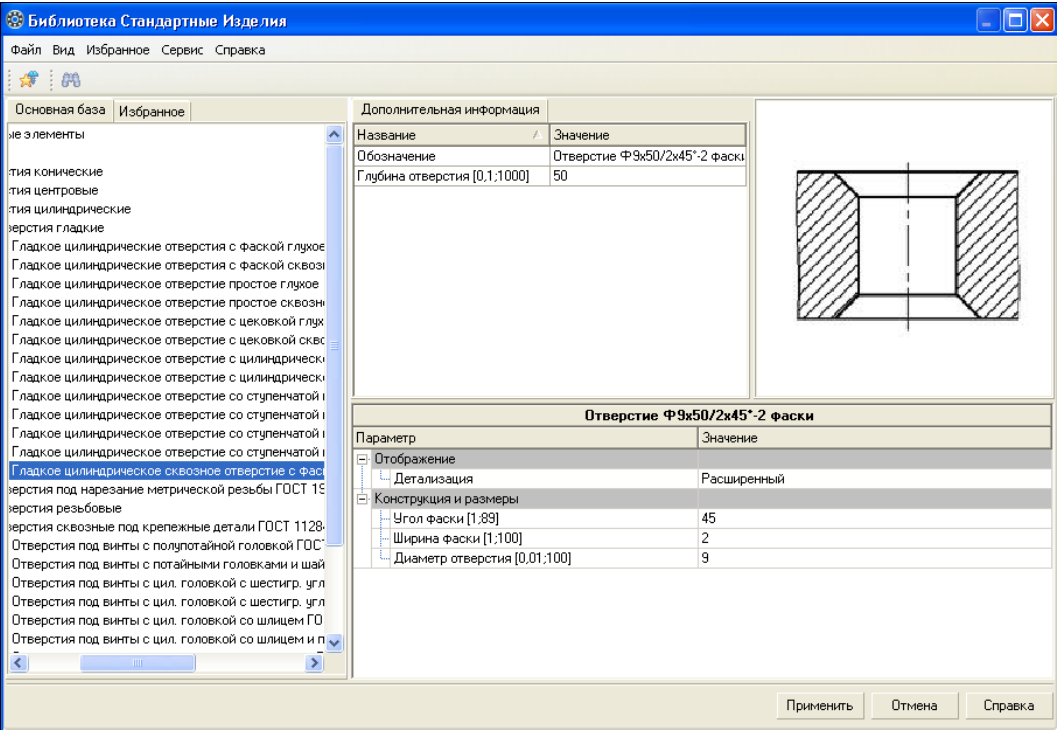 Библиотека Стандартные Изделия
Файл Вид Избранное Сервис Справка
Основная база Избранное
ые элементы
тия конические
тия центровые
тия цилиндрические
верстия гладкие
Гладкое цилиндрические отверстия с фаской глухое
Гладкое цилиндрические отверстия с фаской сквоз
Гладкое цилиндрическое отверстие простое глухое
Гладкое цилиндрическое отверстие простое сквозн
Гладкое цилиндрическое отверстие с цековкой глух
Гладкое цилиндрическое отверстие с цековкой скво
Гладкое цилиндрическое отверстие с цилиндрическ
Гладкое цилиндрическое отверстие с цилиндрическ
Гладкое цилиндрическое отверстие со ступенчатой
Гладкое цилиндрическое отверстие со ступенчатой
Гладкое цилиндрическое отверстие со ступенчатой
Гладкое цилиндрическое отверстие со ступенчатой
Гладкое цилиндрическое сквозное отверстие с фас
верстия под нарезание метрической резьбы ГОСТ 19
верстия резьбовые
верстия сквозные под крепежные детали ГОСТ 11284
Отверстия под винты с полупотайной головкой ГОСТ
Отверстия под винты с потайными головками и шай
Отверстия под винты с цил. головкой с шестигр. угл
Отверстия под винты с цил. головкой с шестигр. угл
Отверстия под винты с цил. головкой со шлицем ГО
Отверстия под винты с цил. головкой со шлицем и п
Дополнительная информация
Название Значение
Обозначение Отверстие Ф9х50/2х45°-2 фаски
Глубина отверстия [0,1;1000] 50
Отверстие Ф9х50/2х45°-2 фаски
Параметр Значение
Отображение
Детализация Расширенный
Конструкция и размеры
Угол фаски [1;89] 45
Ширина фаски [1;100] 2
Диаметр отверстия [0,01;100] 9
Применить Отмена Справка